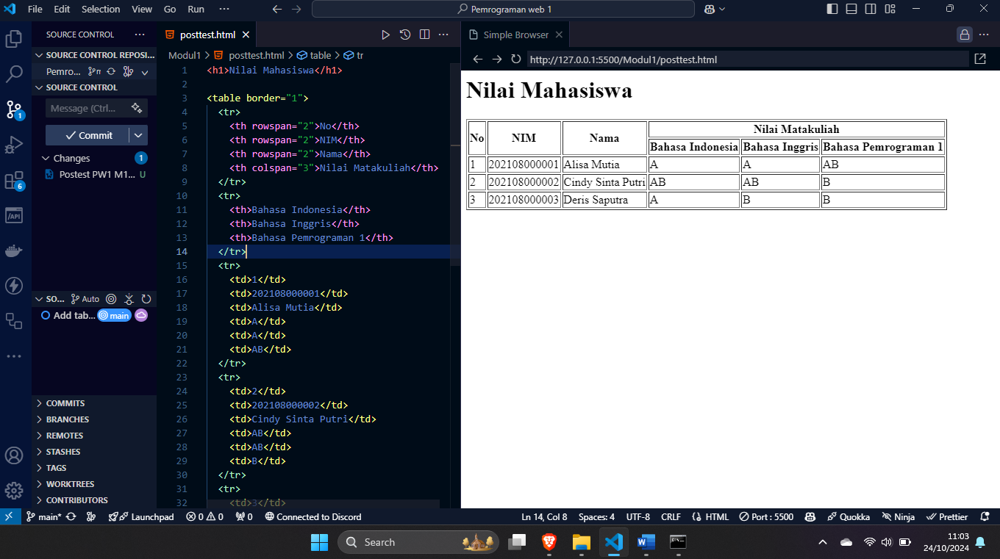 File Edit Selection View Go Run ··· Pemrograman web 1
SOURCE CONTROL ···
SOURCE CONTROL REPOSI...
Pemro...
SOURCE CONTROL
Message (Ctrl...
Commit
Changes 1
Postest PW1 M1... U
SO... Auto
Add tab... main
COMMITS
BRANCHES
REMOTES
STASHES
TAGS
WORKTREES
CONTRIBUTORS
1
6
/API
posttest.html
Modul1 > posttest.html > table > tr
1 <h1>Nilai Mahasiswa</h1>
2
3 <table border="1">
4 <tr>
5 <th rowspan="2">No</th>
6 <th rowspan="2">NIM</th>
7 <th rowspan="2">Nama</th>
8 <th colspan="3">Nilai Matakuliah</th>
9 </tr>
10 <tr>
11 <th>Bahasa Indonesia</th>
12 <th>Bahasa Inggris</th>
13 <th>Bahasa Pemrograman 1</th>
14 </tr>
15 <tr>
16 <td>1</td>
17 <td>202108000001</td>
18 <td>Alisa Mutia</td>
19 <td>A</td>
20 <td>A</td>
21 <td>AB</td>
22 </tr>
23 <tr>
24 <td>2</td>
25 <td>202108000002</td>
26 <td>Cindy Sinta Putri</td>
27 <td>AB</td>
28 <td>AB</td>
29 <td>B</td>
30 </tr>
31 <tr>
32 <td>3</td>
Simple Browser
http://127.0.0.1:5500/Modul1/posttest.html
Nilai Mahasiswa
No NIM Nama Nilai Matakuliah
Bahasa Indonesia Bahasa Inggris Bahasa Pemrograman 1
1 202108000001 Alisa Mutia A A AB
2 202108000002 Cindy Sinta Putri AB AB B
3 202108000003 Deris Saputra A B B
main* Launchpad 0 0 0 Connected to Discord Ln 14, Col 8 Spaces: 4 UTF-8 CRLF HTML Port : 5500 Quokka Ninja Prettier
Search
11:03
24/10/2024